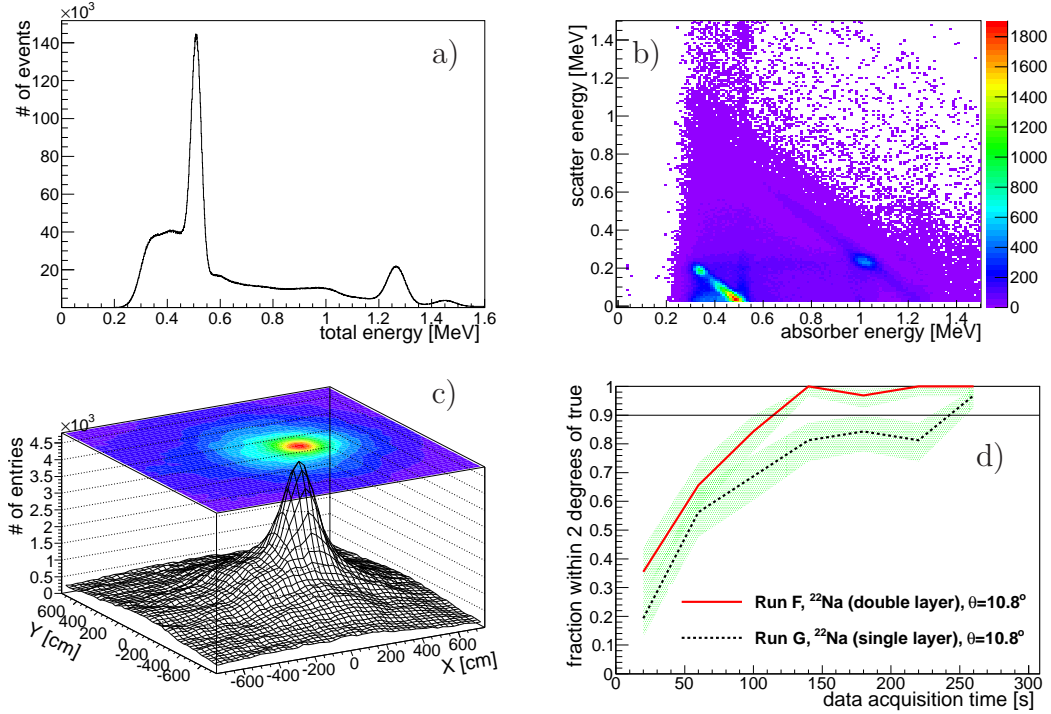 ×10³
# of events
140
120
100
80
60
40
20
0 0.2 0.4 0.6 0.8 1 1.2 1.4 1.6
total energy [MeV]
a)
scatter energy [MeV]
1.4
1.2
1
0.8
0.6
0.4
0.2
0
0 0.2 0.4 0.6 0.8 1 1.2 1.4
absorber energy [MeV]
b)
1800
1600
1400
1200
1000
800
600
400
200
0
c)
×10³
# of entries
4.5
4
3.5
3
2.5
2
1.5
1
0.5
0
600
400
200
0
-200
-400
-600
Y [cm]
-600 -400 -200 0 200 400 600
X [cm]
fraction within 2 degrees of true
1
0.9
0.8
0.7
0.6
0.5
0.4
0.3
0.2
0.1
0
0 50 100 150 200 250 300
data acquisition time [s]
d)
Run F, ²²Na (double layer), θ=10.8°
Run G, ²²Na (single layer), θ=10.8°